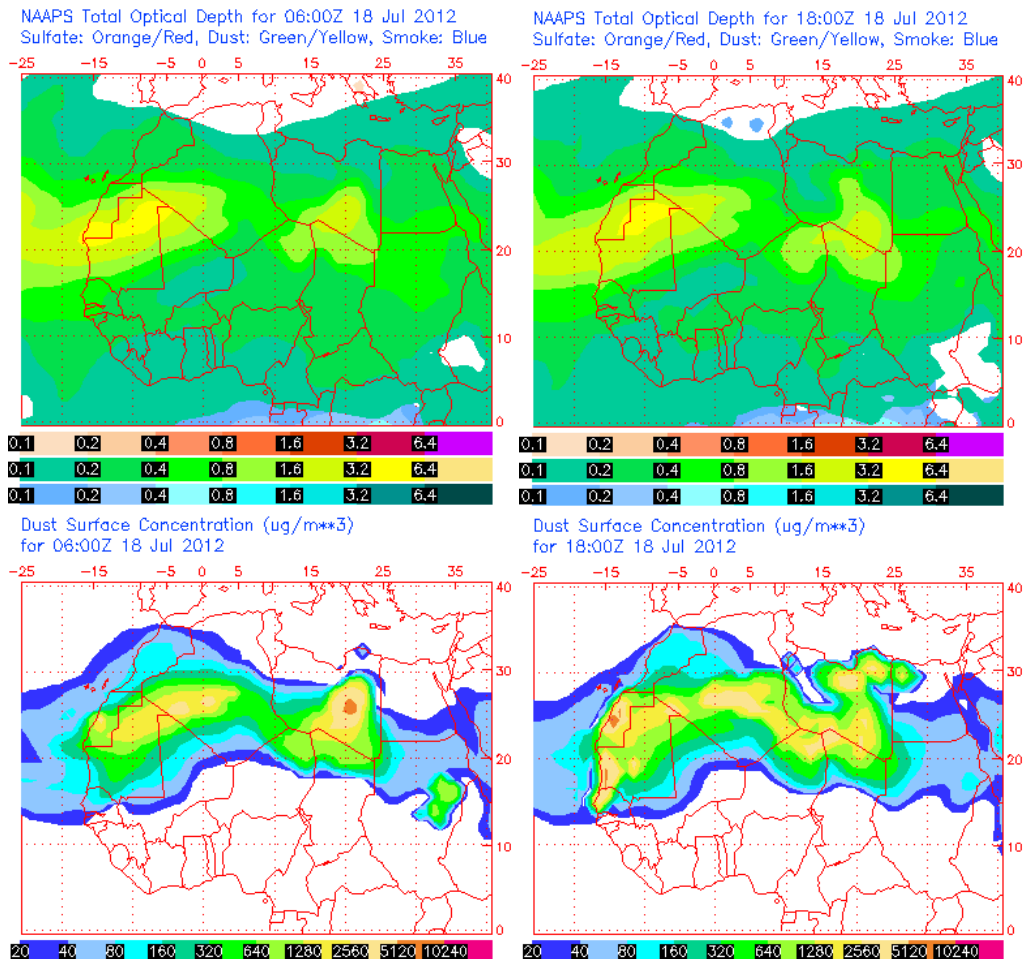 NAAPS Total Optical Depth for 06:00Z 18 Jul 2012
Sulfate: Orange/Red, Dust: Green/Yellow, Smoke: Blue
-25 -15 -5 0 5 15 25 35 40
30
20
10
0
0.1 0.2 0.4 0.8 1.6 3.2 6.4
0.1 0.2 0.4 0.8 1.6 3.2 6.4
0.1 0.2 0.4 0.8 1.6 3.2 6.4
NAAPS Total Optical Depth for 18:00Z 18 Jul 2012
Sulfate: Orange/Red, Dust: Green/Yellow, Smoke: Blue
-25 -15 -5 0 5 15 25 35 40
30
20
10
0
0.1 0.2 0.4 0.8 1.6 3.2 6.4
0.1 0.2 0.4 0.8 1.6 3.2 6.4
0.1 0.2 0.4 0.8 1.6 3.2 6.4
Dust Surface Concentration (ug/m**3)
for 06:00Z 18 Jul 2012
-25 -15 -5 0 5 15 25 35 40
30
20
10
0
20 40 80 160 320 640 1280 2560 5120 10240
Dust Surface Concentration (ug/m**3)
for 18:00Z 18 Jul 2012
-25 -15 -5 0 5 15 25 35 40
30
20
10
0
20 40 80 160 320 640 1280 2560 5120 10240